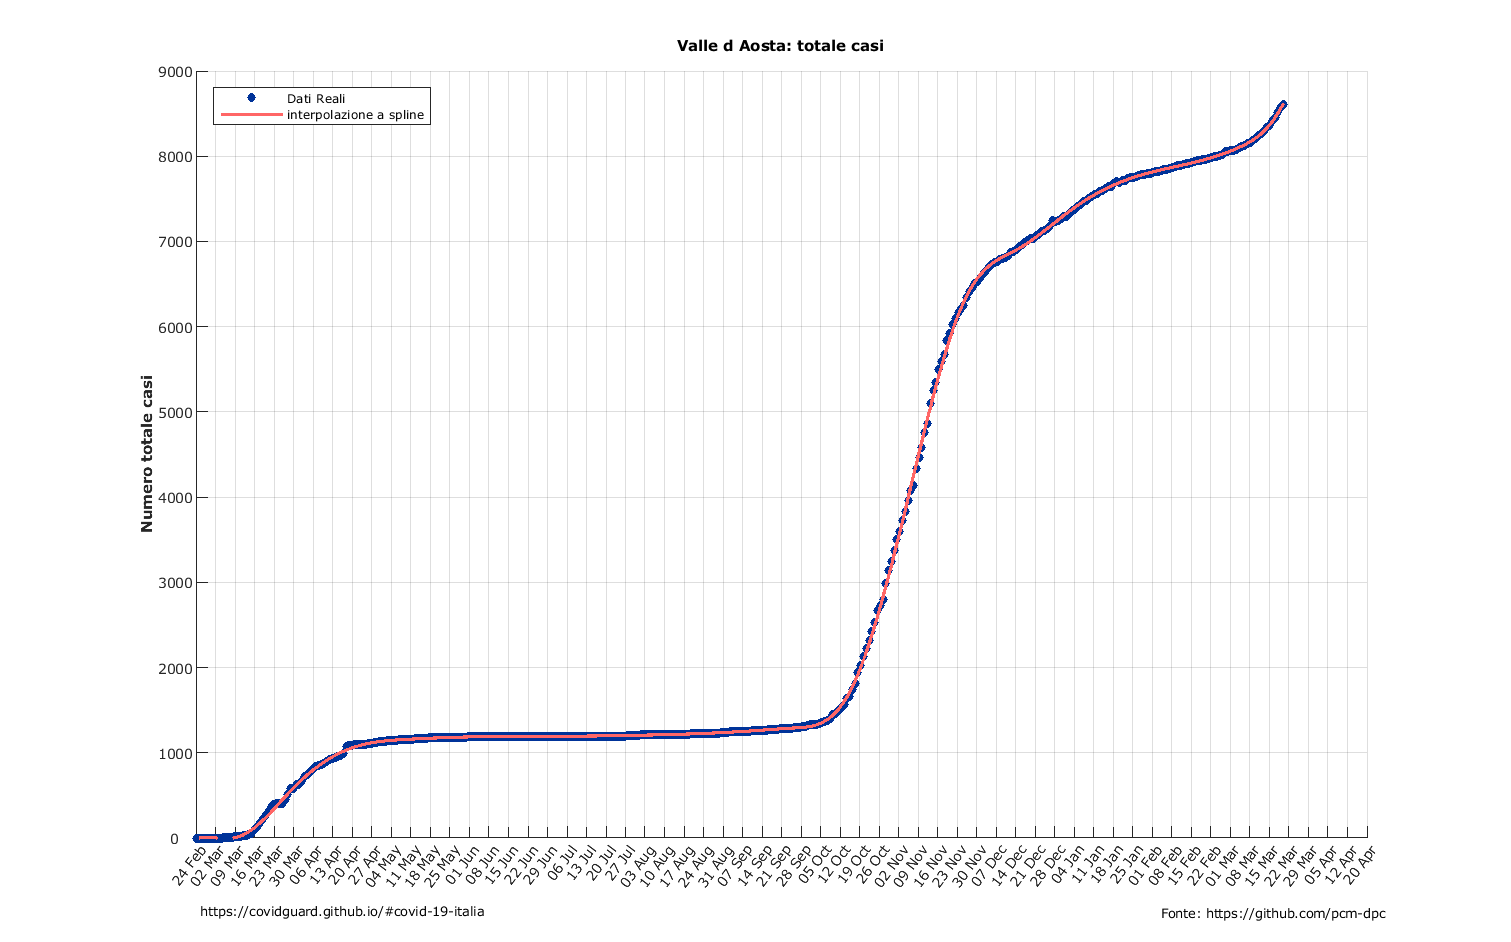 Valle d Aosta: totale casi
9000
8000
7000
6000
5000
4000
3000
2000
1000
0
Dati Reali
interpolazione a spline
Numero totale casi
24 Feb
02 Mar
09 Mar
16 Mar
23 Mar
30 Mar
06 Apr
13 Apr
20 Apr
27 Apr
04 May
11 May
18 May
25 May
01 Jun
08 Jun
15 Jun
22 Jun
29 Jun
06 Jul
13 Jul
20 Jul
27 Jul
03 Aug
10 Aug
17 Aug
24 Aug
31 Aug
07 Sep
14 Sep
21 Sep
28 Sep
05 Oct
12 Oct
19 Oct
26 Oct
02 Nov
09 Nov
16 Nov
23 Nov
30 Nov
07 Dec
14 Dec
21 Dec
28 Dec
04 Jan
11 Jan
18 Jan
25 Jan
01 Feb
08 Feb
15 Feb
22 Feb
01 Mar
08 Mar
15 Mar
22 Mar
29 Mar
05 Apr
12 Apr
20 Apr
https://covidguard.github.io/#covid-19-italia
Fonte: https://github.com/pcm-dpc